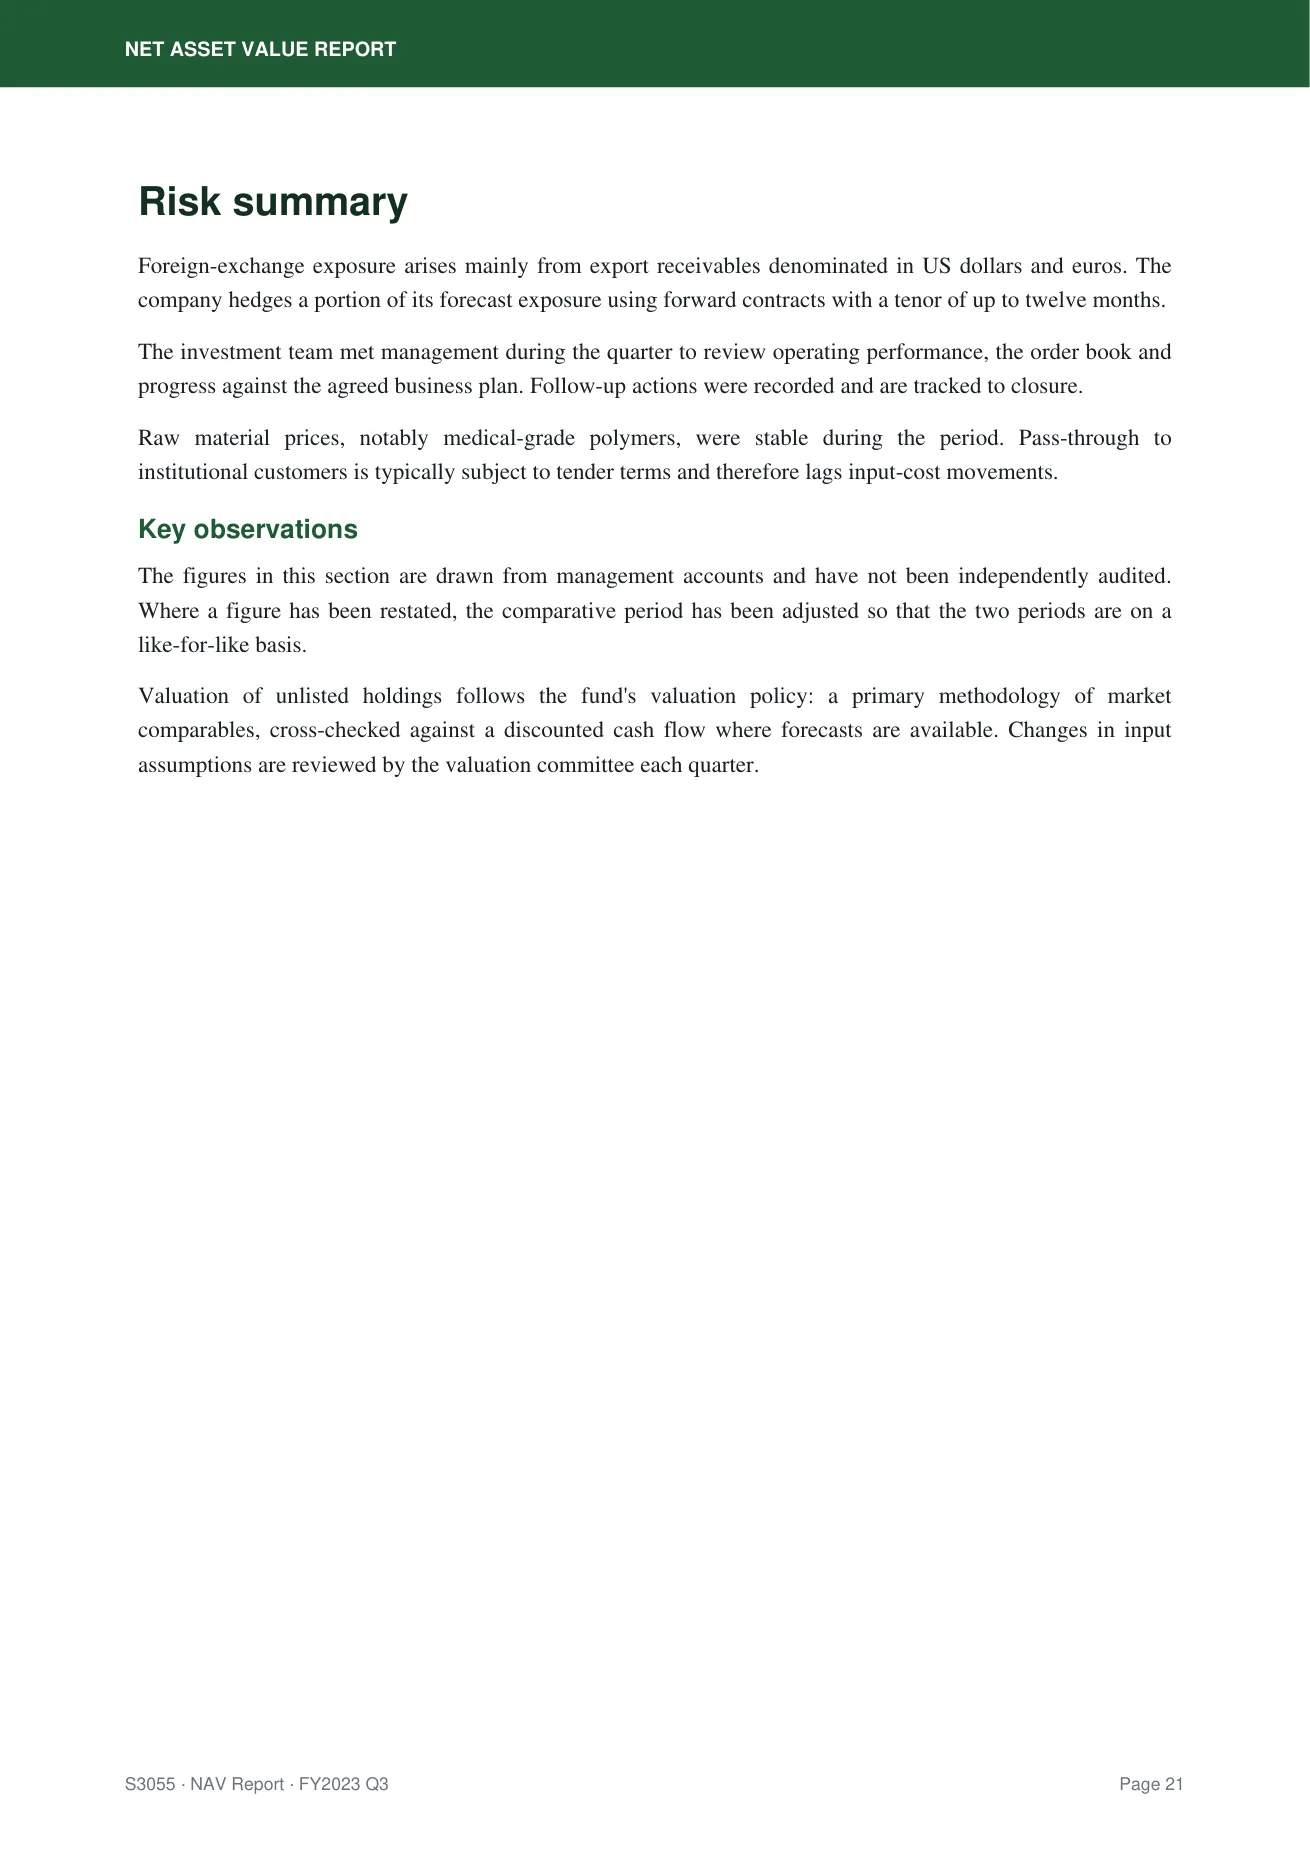 NET ASSET VALUE REPORT
Risk summary
Foreign-exchange exposure arises mainly from export receivables denominated in US dollars and euros. The
company hedges a portion of its forecast exposure using forward contracts with a tenor of up to twelve months.
The investment team met management during the quarter to review operating performance, the order book and
progress against the agreed business plan. Follow-up actions were recorded and are tracked to closure.
Raw material prices, notably medical-grade polymers, were stable during the period. Pass-through to
institutional customers is typically subject to tender terms and therefore lags input-cost movements.
Key observations
The figures in this section are drawn from management accounts and have not been independently audited.
Where a figure has been restated, the comparative period has been adjusted so that the two periods are on a
like-for-like basis.
Valuation of unlisted holdings follows the fund's valuation policy: a primary methodology of market
comparables, cross-checked against a discounted cash flow where forecasts are available. Changes in input
assumptions are reviewed by the valuation committee each quarter.
S3055 · NAV Report · FY2023 Q3
Page 21